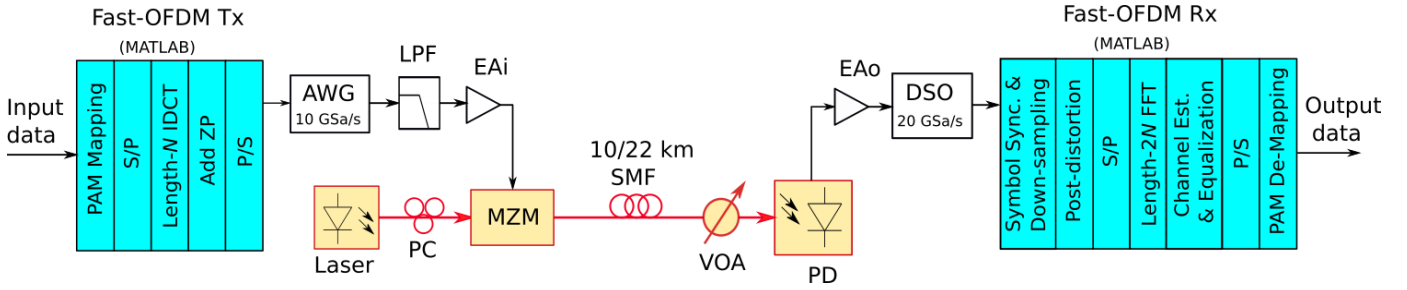 Fast-OFDM Tx
(MATLAB)
Input
data
PAM Mapping
S/P
Length-N IDCT
Add ZP
P/S
AWG
10 GSa/s
LPF
EAi
Laser
PC
MZM
10/22 km
SMF
VOA
PD
EAo
DSO
20 GSa/s
Fast-OFDM Rx
(MATLAB)
Symbol Sync. &
Down-sampling
Post-distortion
S/P
Length-2N FFT
Channel Est.
& Equalization
P/S
PAM De-Mapping
Output
data